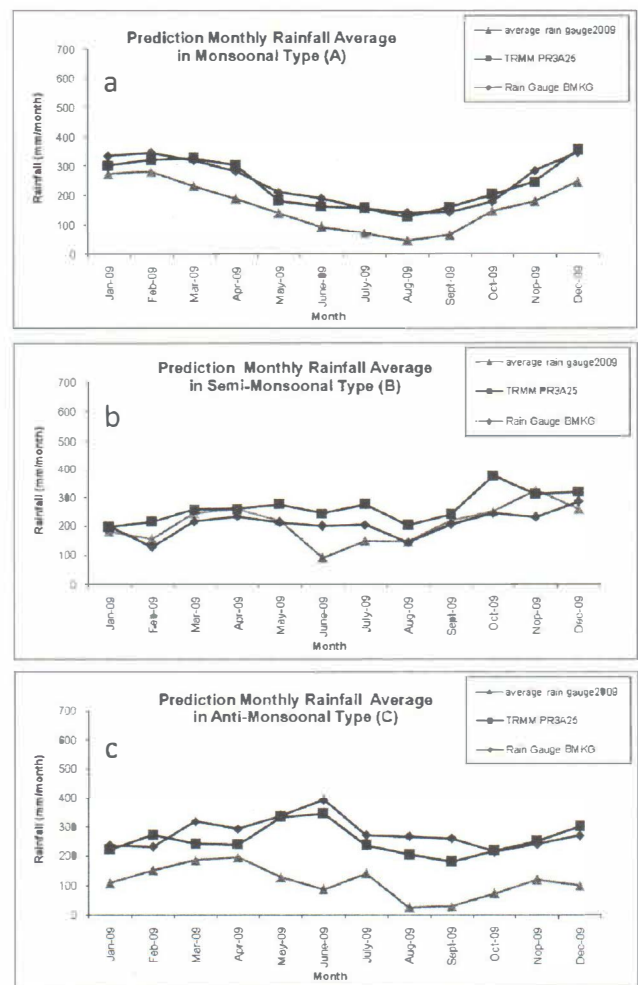 Prediction Monthly Rainfall Average
in Monsoonal Type (A)
average rain gauge2009
TRMM PR3A25
Rain Gauge BMKG
a
Rainfall (mm/month)
700
600
500
400
300
200
100
0
Jan-09
Feb-09
Mar-09
Apr-09
May-09
June-09
July-09
Aug-09
Sept-09
Oct-09
Nop-09
Dec-09
Month
Prediction Monthly Rainfall Average
in Semi-Monsoonal Type (B)
average rain gauge2009
TRMM PR3A25
Rain Gauge BMKG
b
Rainfall (mm/month)
700
600
500
400
300
200
100
0
Jan-09
Feb-09
Mar-09
Apr-09
May-09
June-09
July-09
Aug-09
Sept-09
Oct-09
Nop-09
Dec-09
Month
Prediction Monthly Rainfall Average
in Anti-Monsoonal Type (C)
average rain gauge2009
TRMM PR3A25
Rain Gauge BMKG
c
Rainfall (mm/month)
700
600
500
400
300
200
100
0
Jan-09
Feb-09
Mar-09
Apr-09
May-09
June-09
July-09
Aug-09
Sept-09
Oct-09
Nop-09
Dec-09
Month